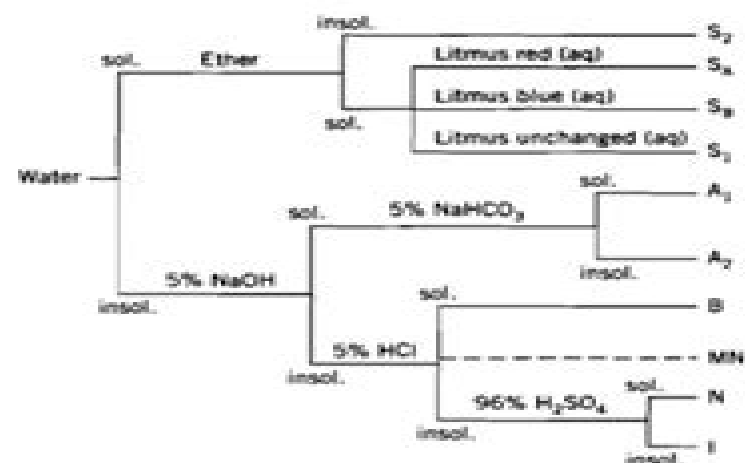 insol.
S₂
sol.
Ether
Litmus red (aq)
Sₐ
Litmus blue (aq)
S_B
sol.
Litmus unchanged (aq)
S₁
Water
sol.
A₁
sol.
5% NaHCO₃
insol.
A₂
insol.
5% NaOH
sol.
B
insol.
5% HCl
MN
sol.
N
96% H₂SO₄
insol.
I
insol.